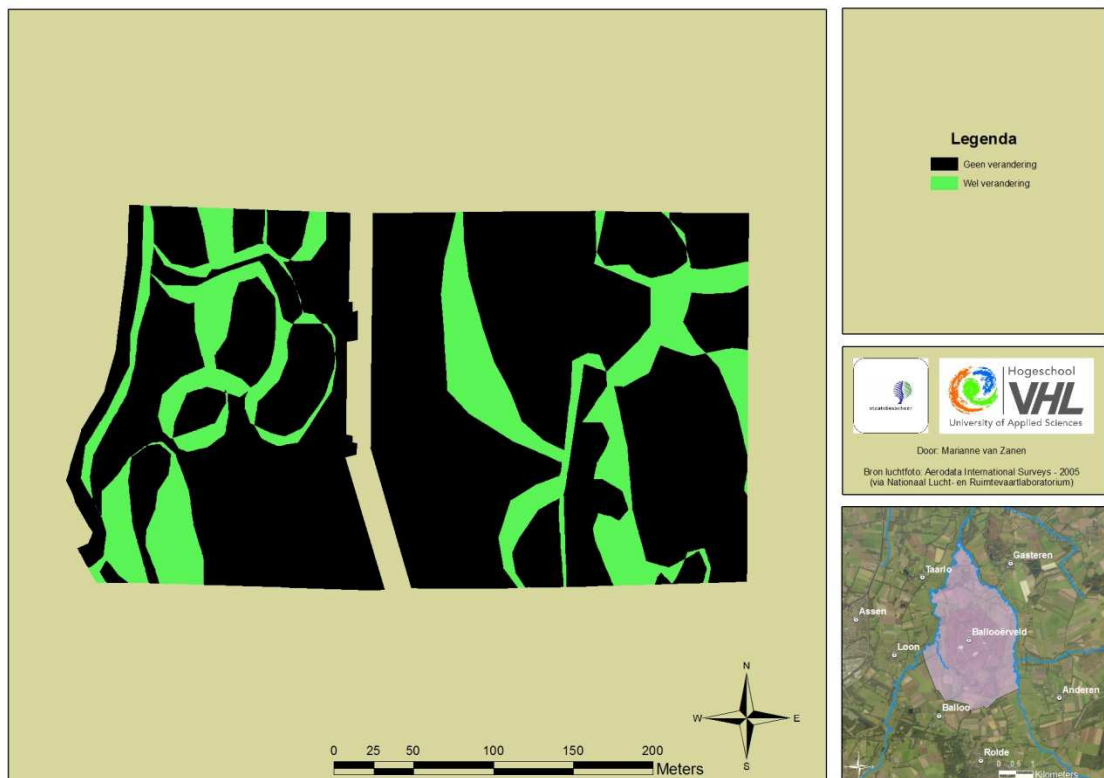 Legenda
Geen verandering
Wel verandering
N
W
E
S
0 25 50 100 150 200
Meters
staatsbosbeheer
Hogeschool
VHL
University of Applied Sciences
Door: Marianne van Zanen
Bron luchtfoto: Aerodata International Surveys - 2005
(via Nationaal Lucht- en Ruimtevaartlaboratorium)
Gasteren
Taarlo
Assen
Ballooërveld
Loon
Anderen
Balloo
Rolde
Kilometers